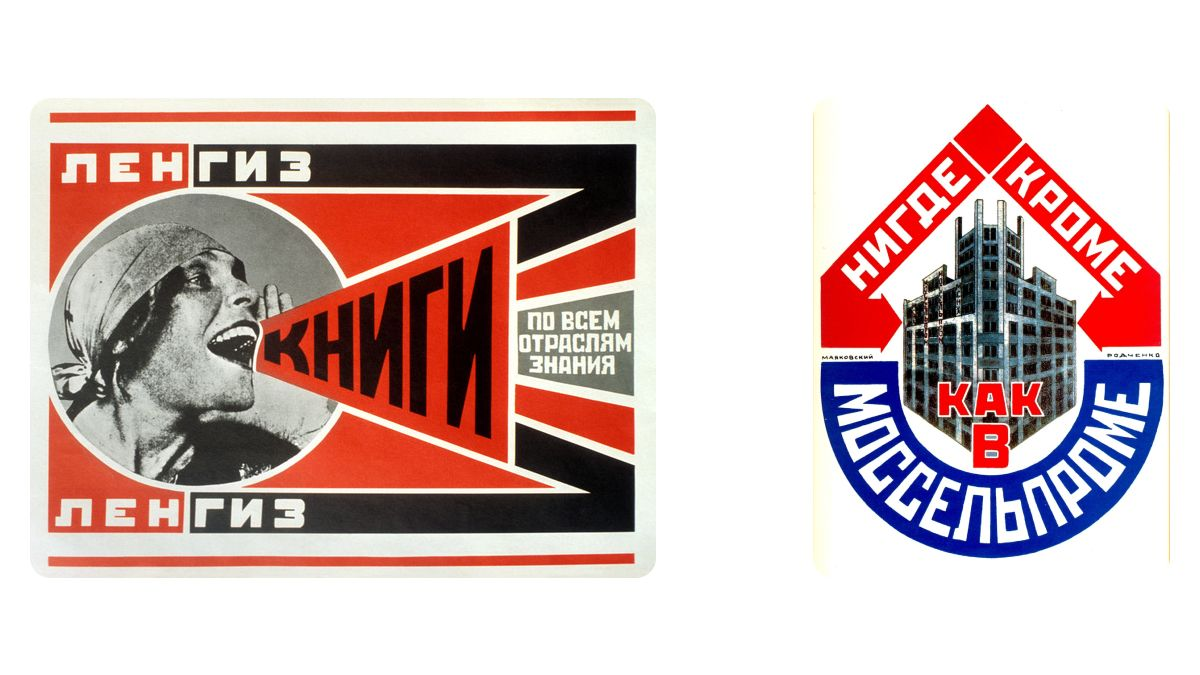 ЛЕНГИЗ
КНИГИ
ПО ВСЕМ
ОТРАСЛЯМ
ЗНАНИЯ
ЛЕНГИЗ
НИГДЕ КРОМЕ
МАЯКОВСКИЙ
РОДЧЕНКО
КАК
В
МОССЕЛЬПРОМЕ